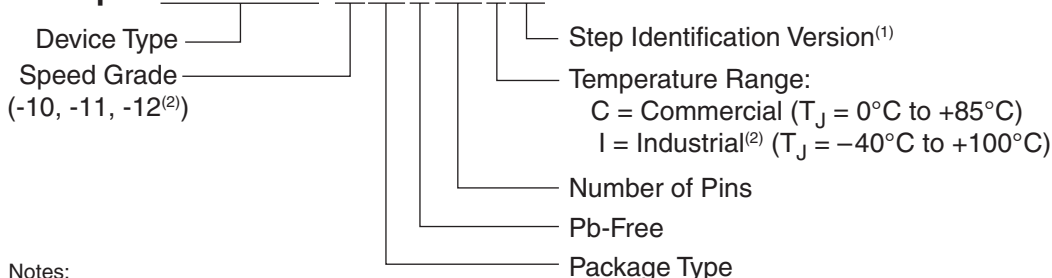 Device Type
Step Identification Version(1)
Speed Grade
(-10, -11, -12(2))
Temperature Range:
C = Commercial (TJ = 0°C to +85°C)
I = Industrial(2) (TJ = –40°C to +100°C)
Number of Pins
Pb-Free
Package Type
Notes: